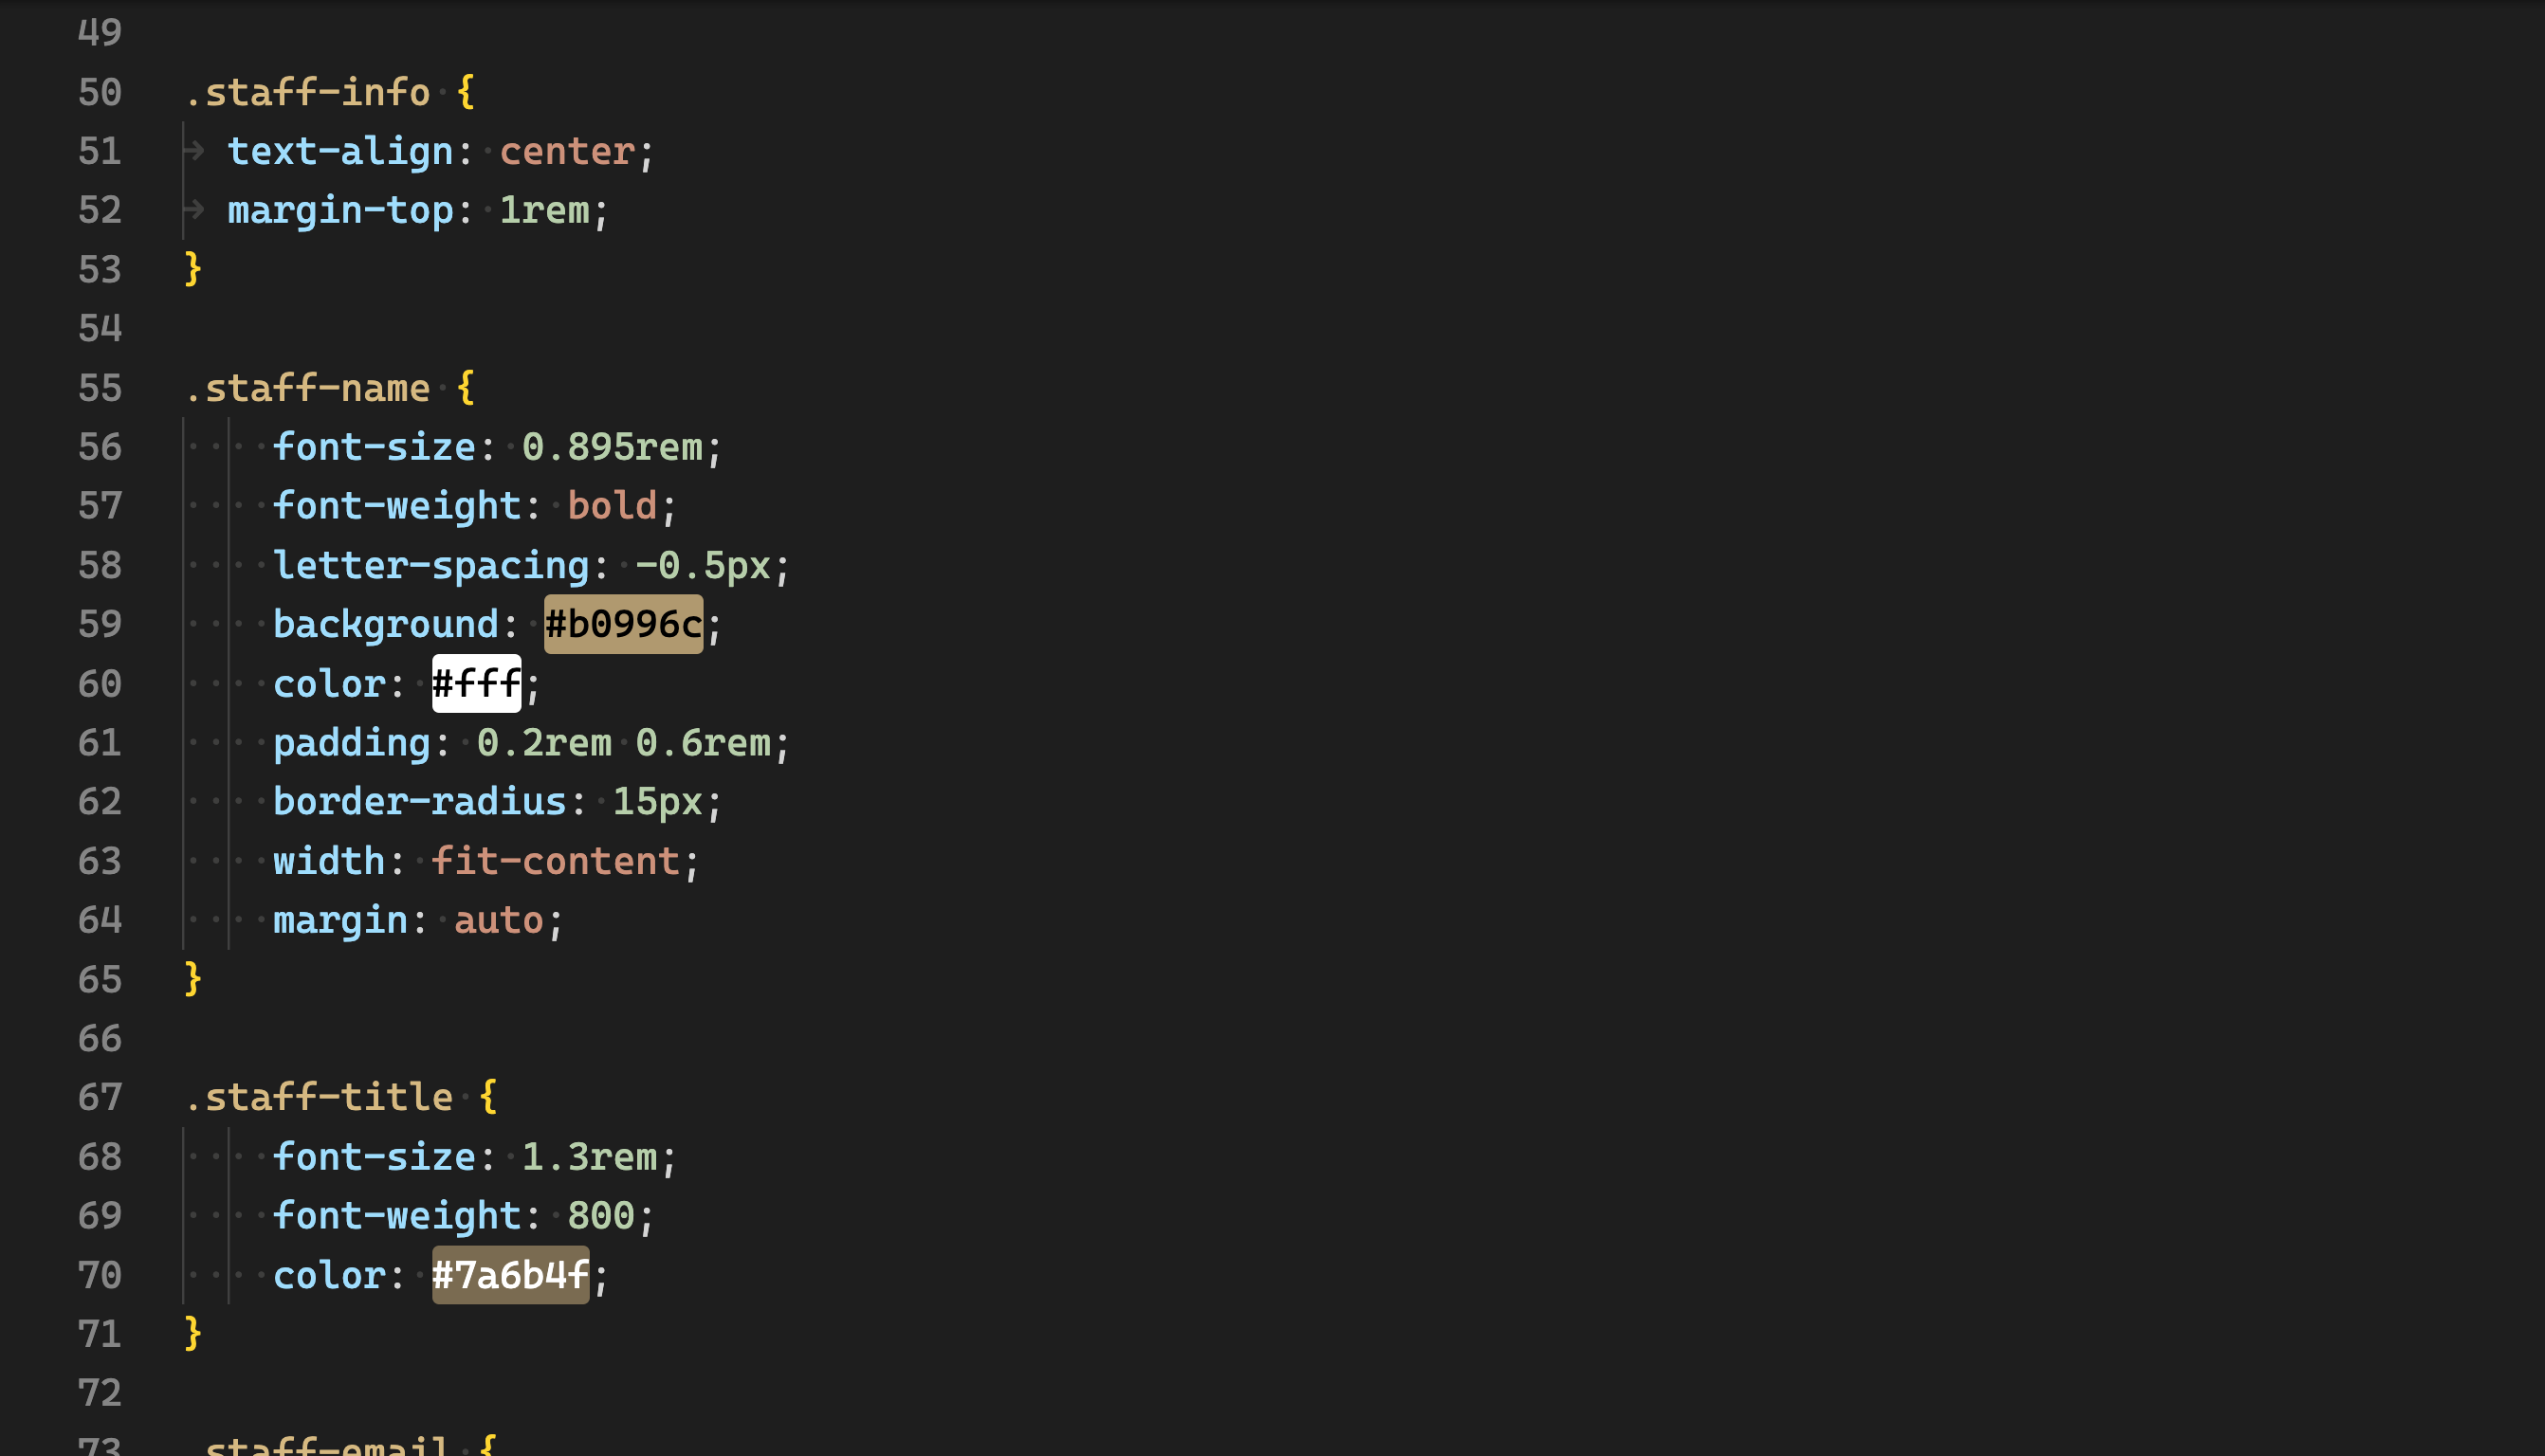 49
50 .staff-info {
51 text-align: center;
52 margin-top: 1rem;
53 }
54
55 .staff-name {
56 font-size: 0.895rem;
57 font-weight: bold;
58 letter-spacing: -0.5px;
59 background: #b0996c;
60 color: #fff;
61 padding: 0.2rem 0.6rem;
62 border-radius: 15px;
63 width: fit-content;
64 margin: auto;
65 }
66
67 .staff-title {
68 font-size: 1.3rem;
69 font-weight: 800;
70 color: #7a6b4f;
71 }
72
73 .staff-email {